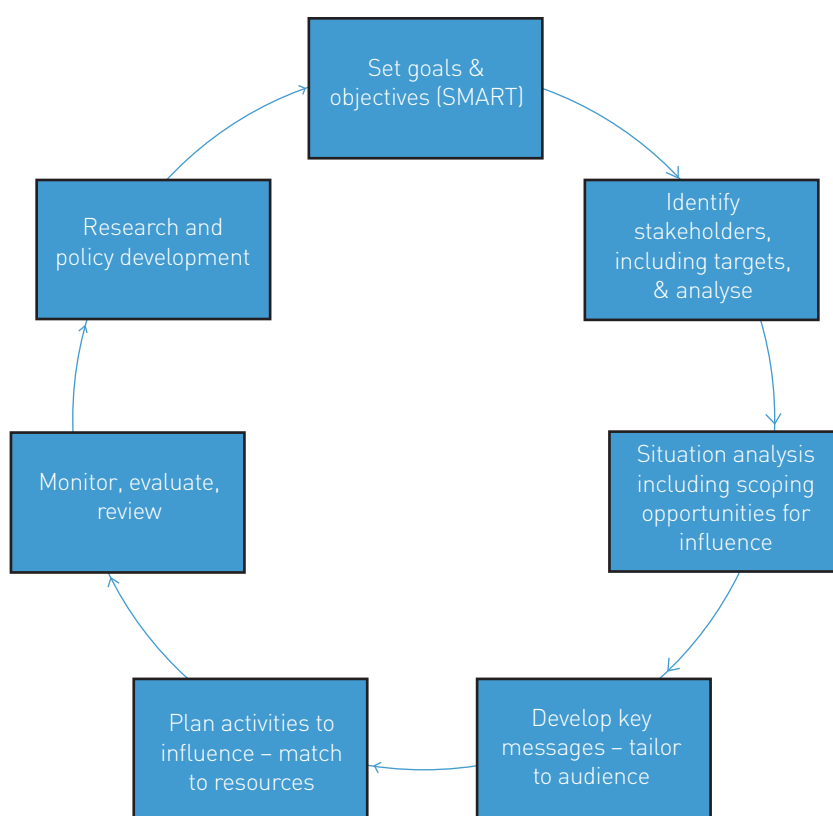 Set goals &
objectives (SMART)
Identify
stakeholders,
including targets,
& analyse
Situation analysis
including scoping
opportunities for
influence
Develop key
messages – tailor
to audience
Plan activities to
influence – match
to resources
Monitor, evaluate,
review
Research and
policy development